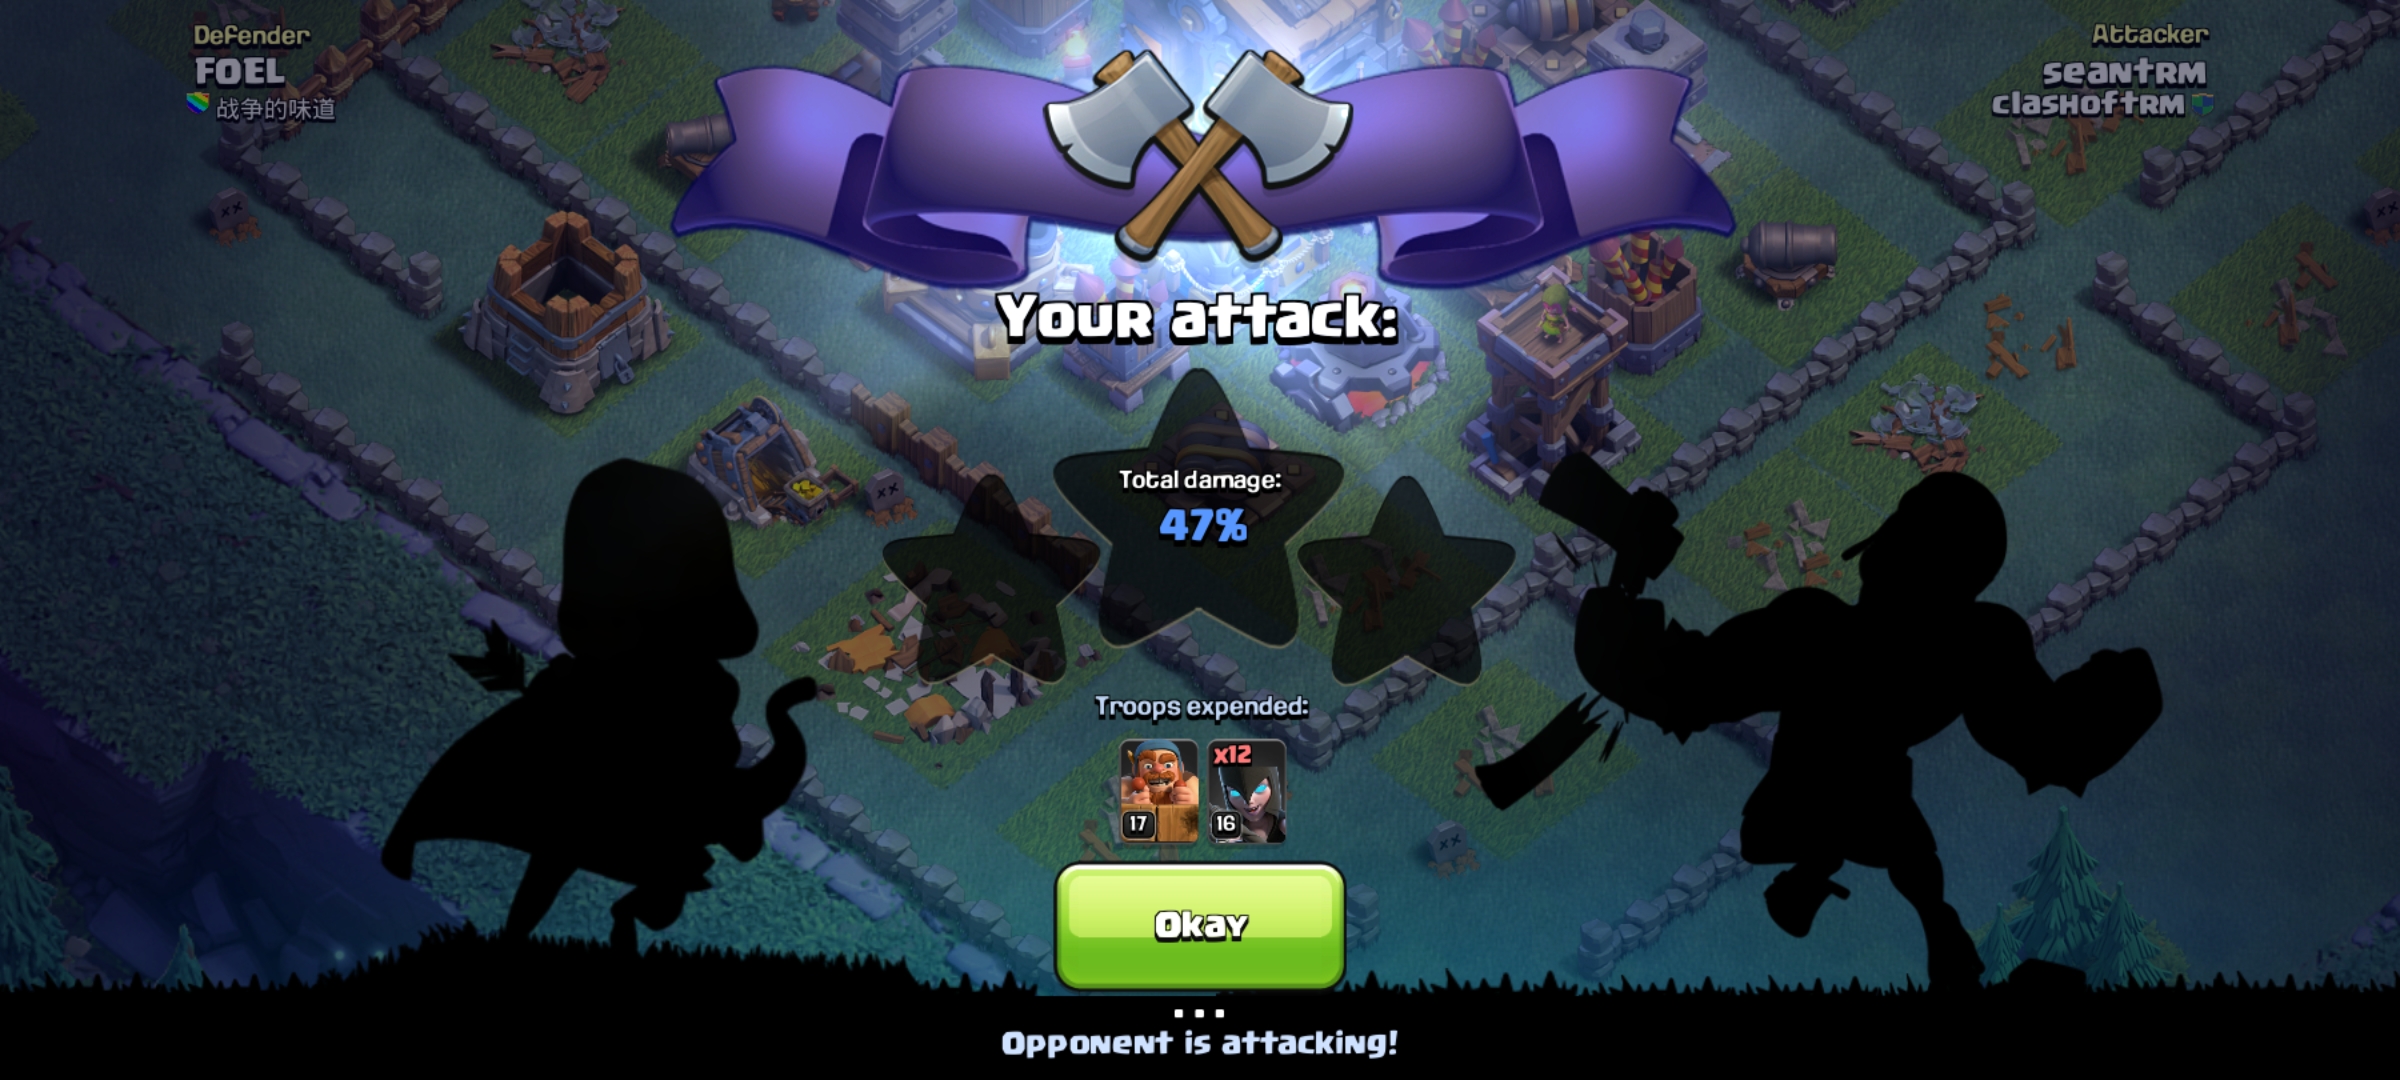 Defender
FOEL
战争的味道
Attacker
seantRM
clashoftRM
Your attack:
Total damage:
47%
Troops expended:
x12
17
16
Okay
...
Opponent is attacking!